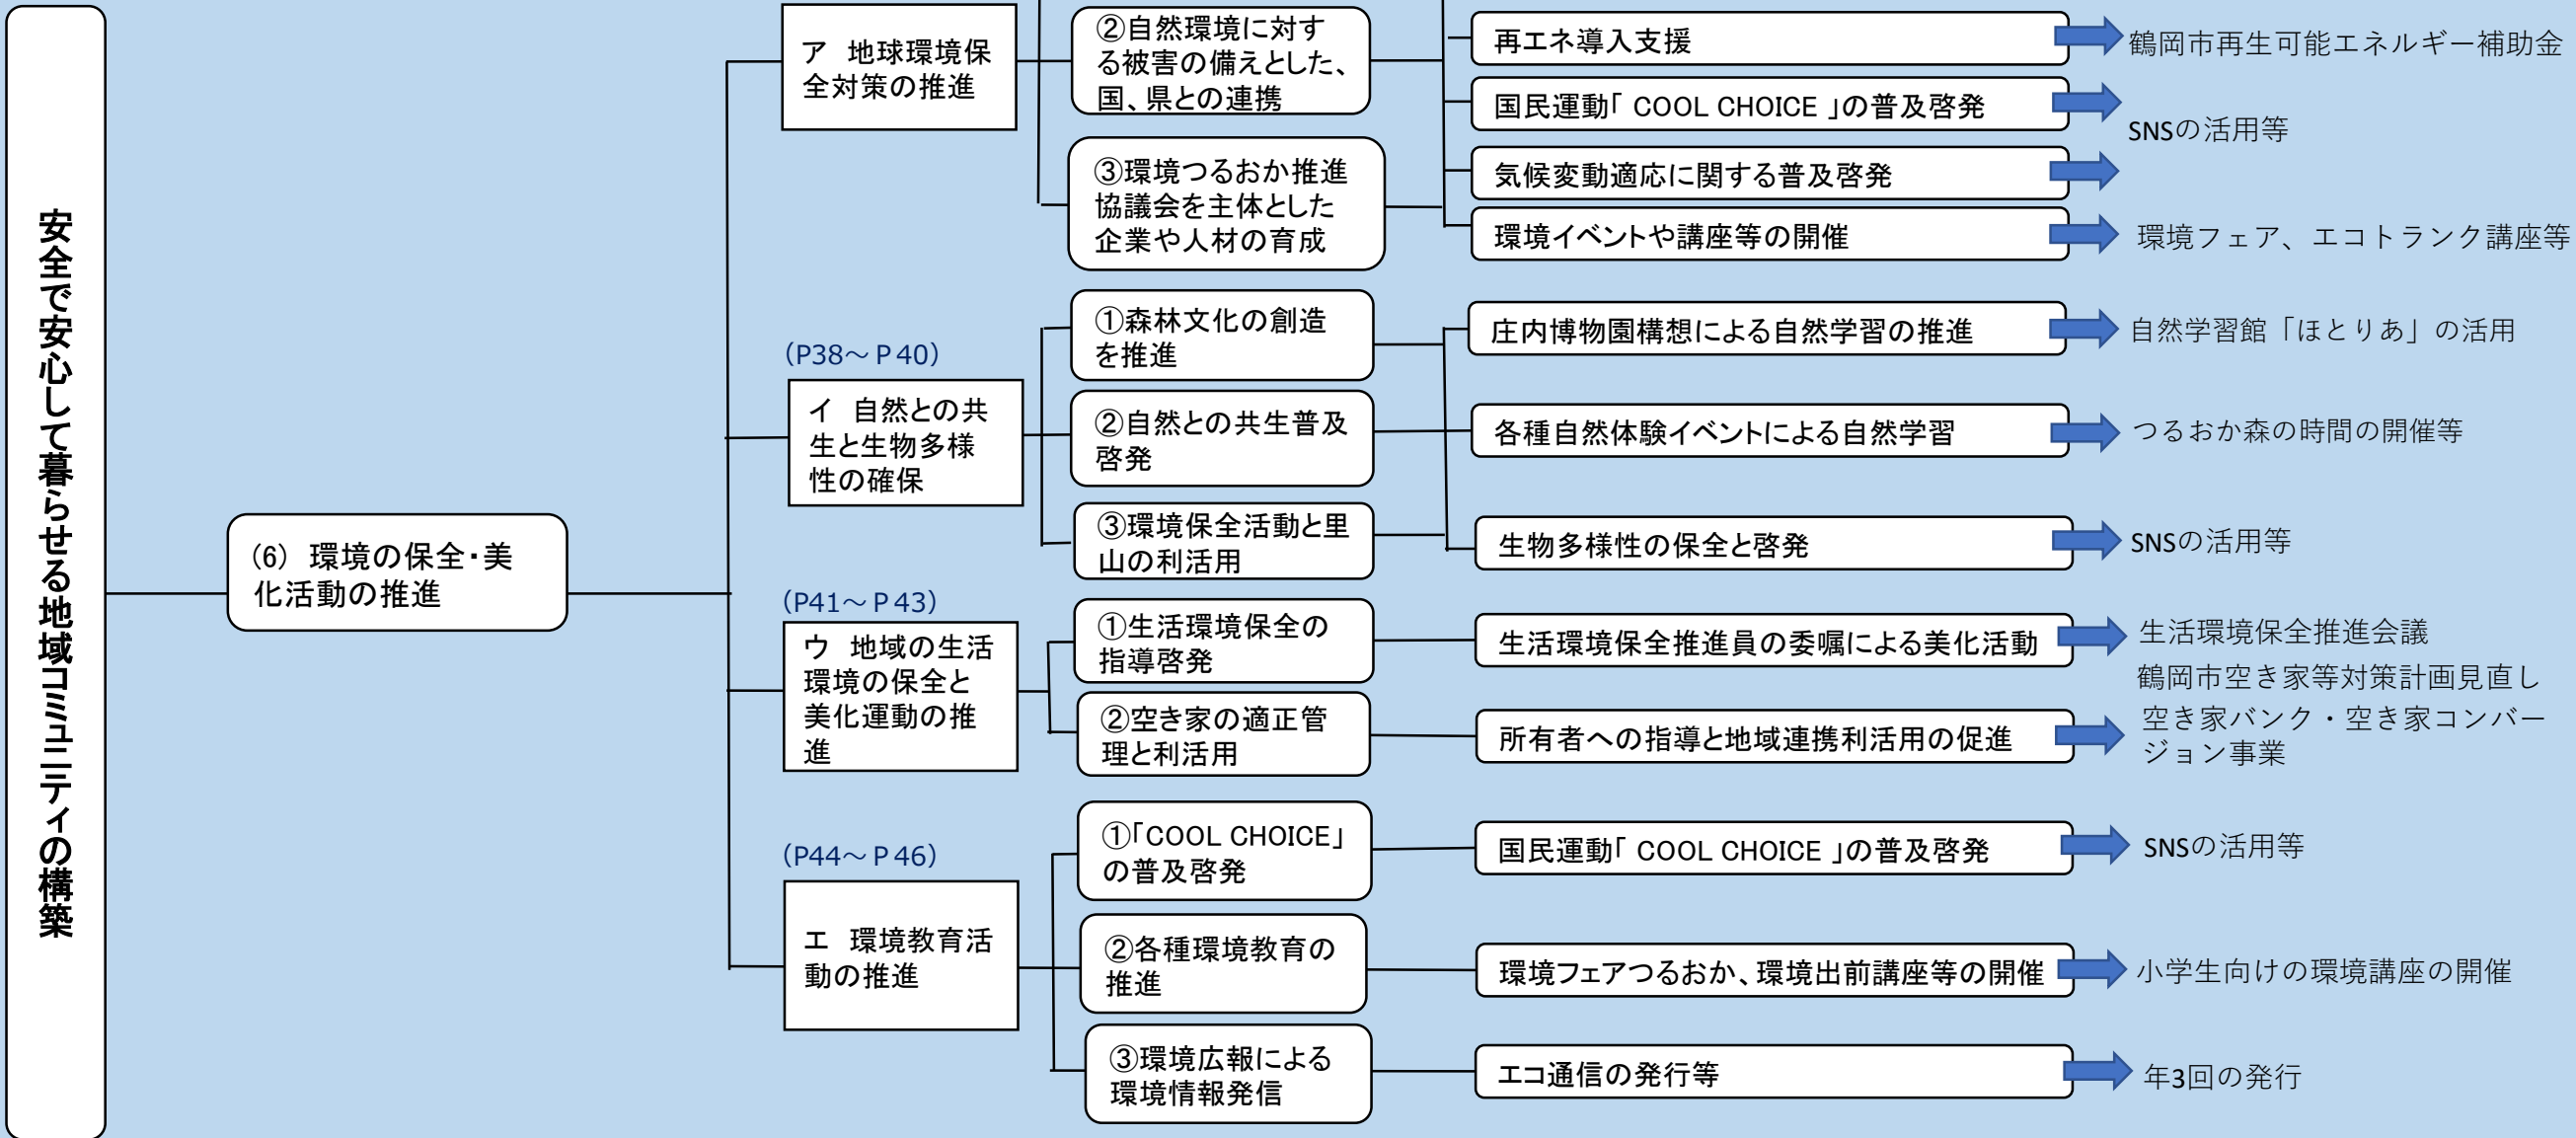 安全で安心して暮らせる地域コミュニティの構築
(6) 環境の保全・美
化活動の推進
ア 地球環境保
全対策の推進
②自然環境に対す
る被害の備えとした、
国、県との連携
③環境つるおか推進
協議会を主体とした
企業や人材の育成
再エネ導入支援
鶴岡市再生可能エネルギー補助金
国民運動「 COOL CHOICE 」の普及啓発
SNSの活用等
気候変動適応に関する普及啓発
環境イベントや講座等の開催
環境フェア、エコトランク講座等
(P38～Ｐ40)
イ 自然との共
生と生物多様
性の確保
①森林文化の創造
を推進
②自然との共生普及
啓発
③環境保全活動と里
山の利活用
庄内博物園構想による自然学習の推進
自然学習館「ほとりあ」の活用
各種自然体験イベントによる自然学習
つるおか森の時間の開催等
生物多様性の保全と啓発
SNSの活用等
(P41～Ｐ43)
ウ 地域の生活
環境の保全と
美化運動の推
進
①生活環境保全の
指導啓発
②空き家の適正管
理と利活用
生活環境保全推進員の委嘱による美化活動
生活環境保全推進会議
所有者への指導と地域連携利活用の促進
鶴岡市空き家等対策計画見直し
空き家バンク・空き家コンバー
ジョン事業
(P44～Ｐ46)
エ 環境教育活
動の推進
①「COOL CHOICE」
の普及啓発
②各種環境教育の
推進
③環境広報による
環境情報発信
国民運動「 COOL CHOICE 」の普及啓発
SNSの活用等
環境フェアつるおか、環境出前講座等の開催
小学生向けの環境講座の開催
エコ通信の発行等
年3回の発行